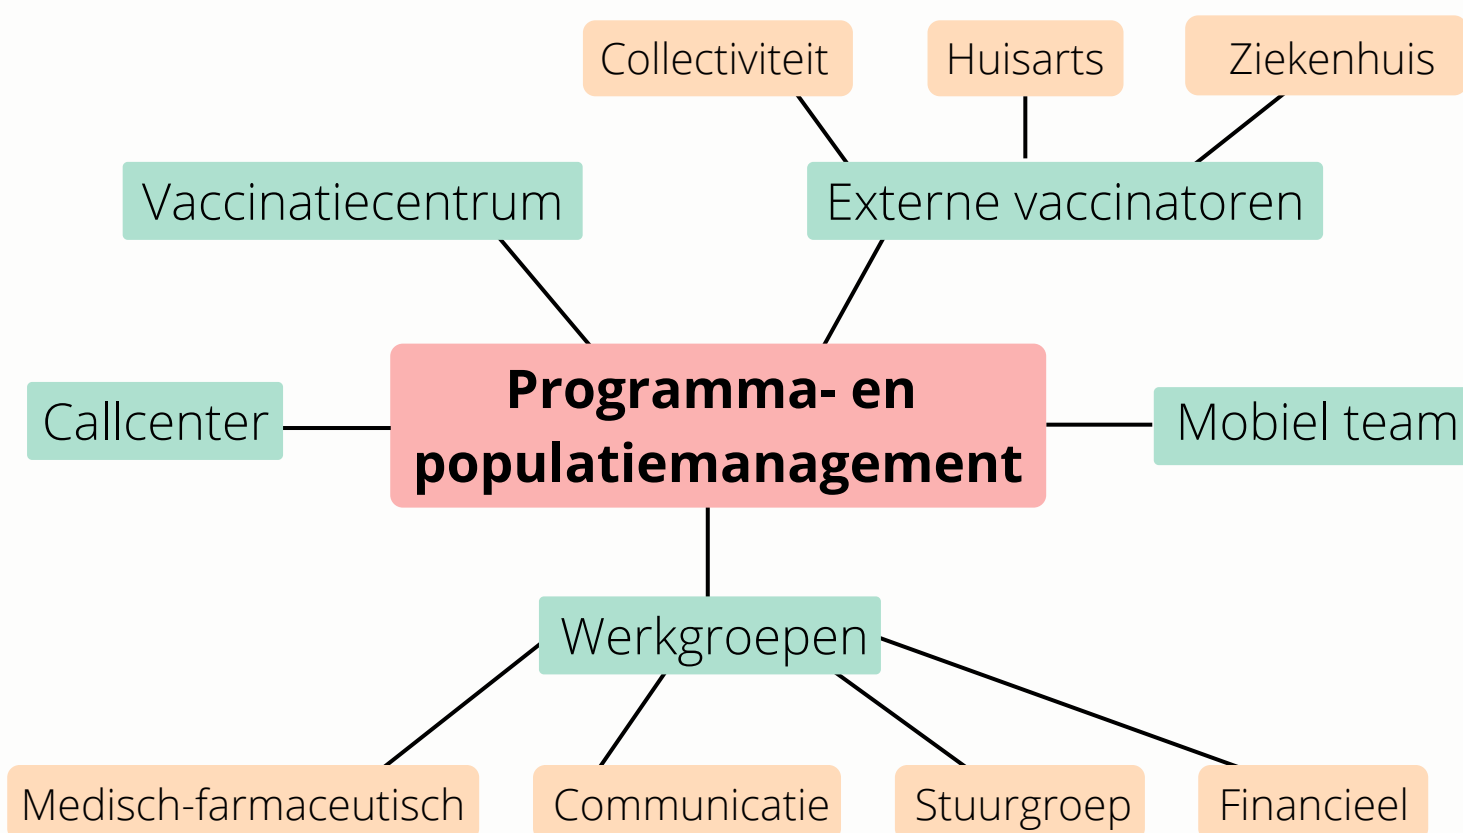 Collectiviteit
Huisarts
Ziekenhuis
Vaccinatiecentrum
Externe vaccinatoren
Programma- en
populatiemanagement
Callcenter
Mobiel team
Werkgroepen
Medisch-farmaceutisch
Communicatie
Stuurgroep
Financieel